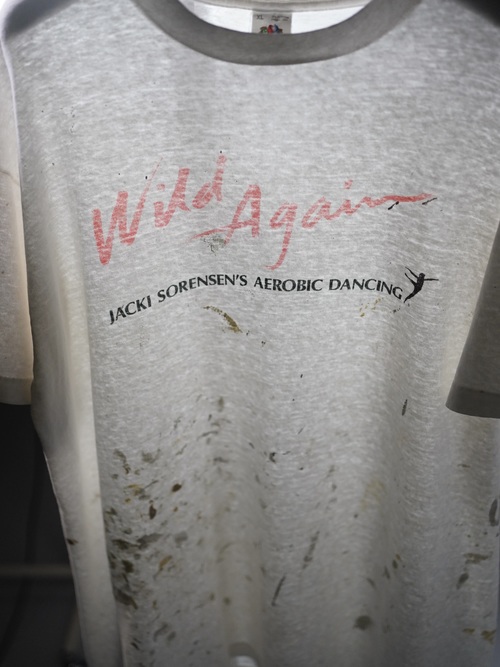 Wild Again
JACKI SORENSEN'S AEROBIC DANCING